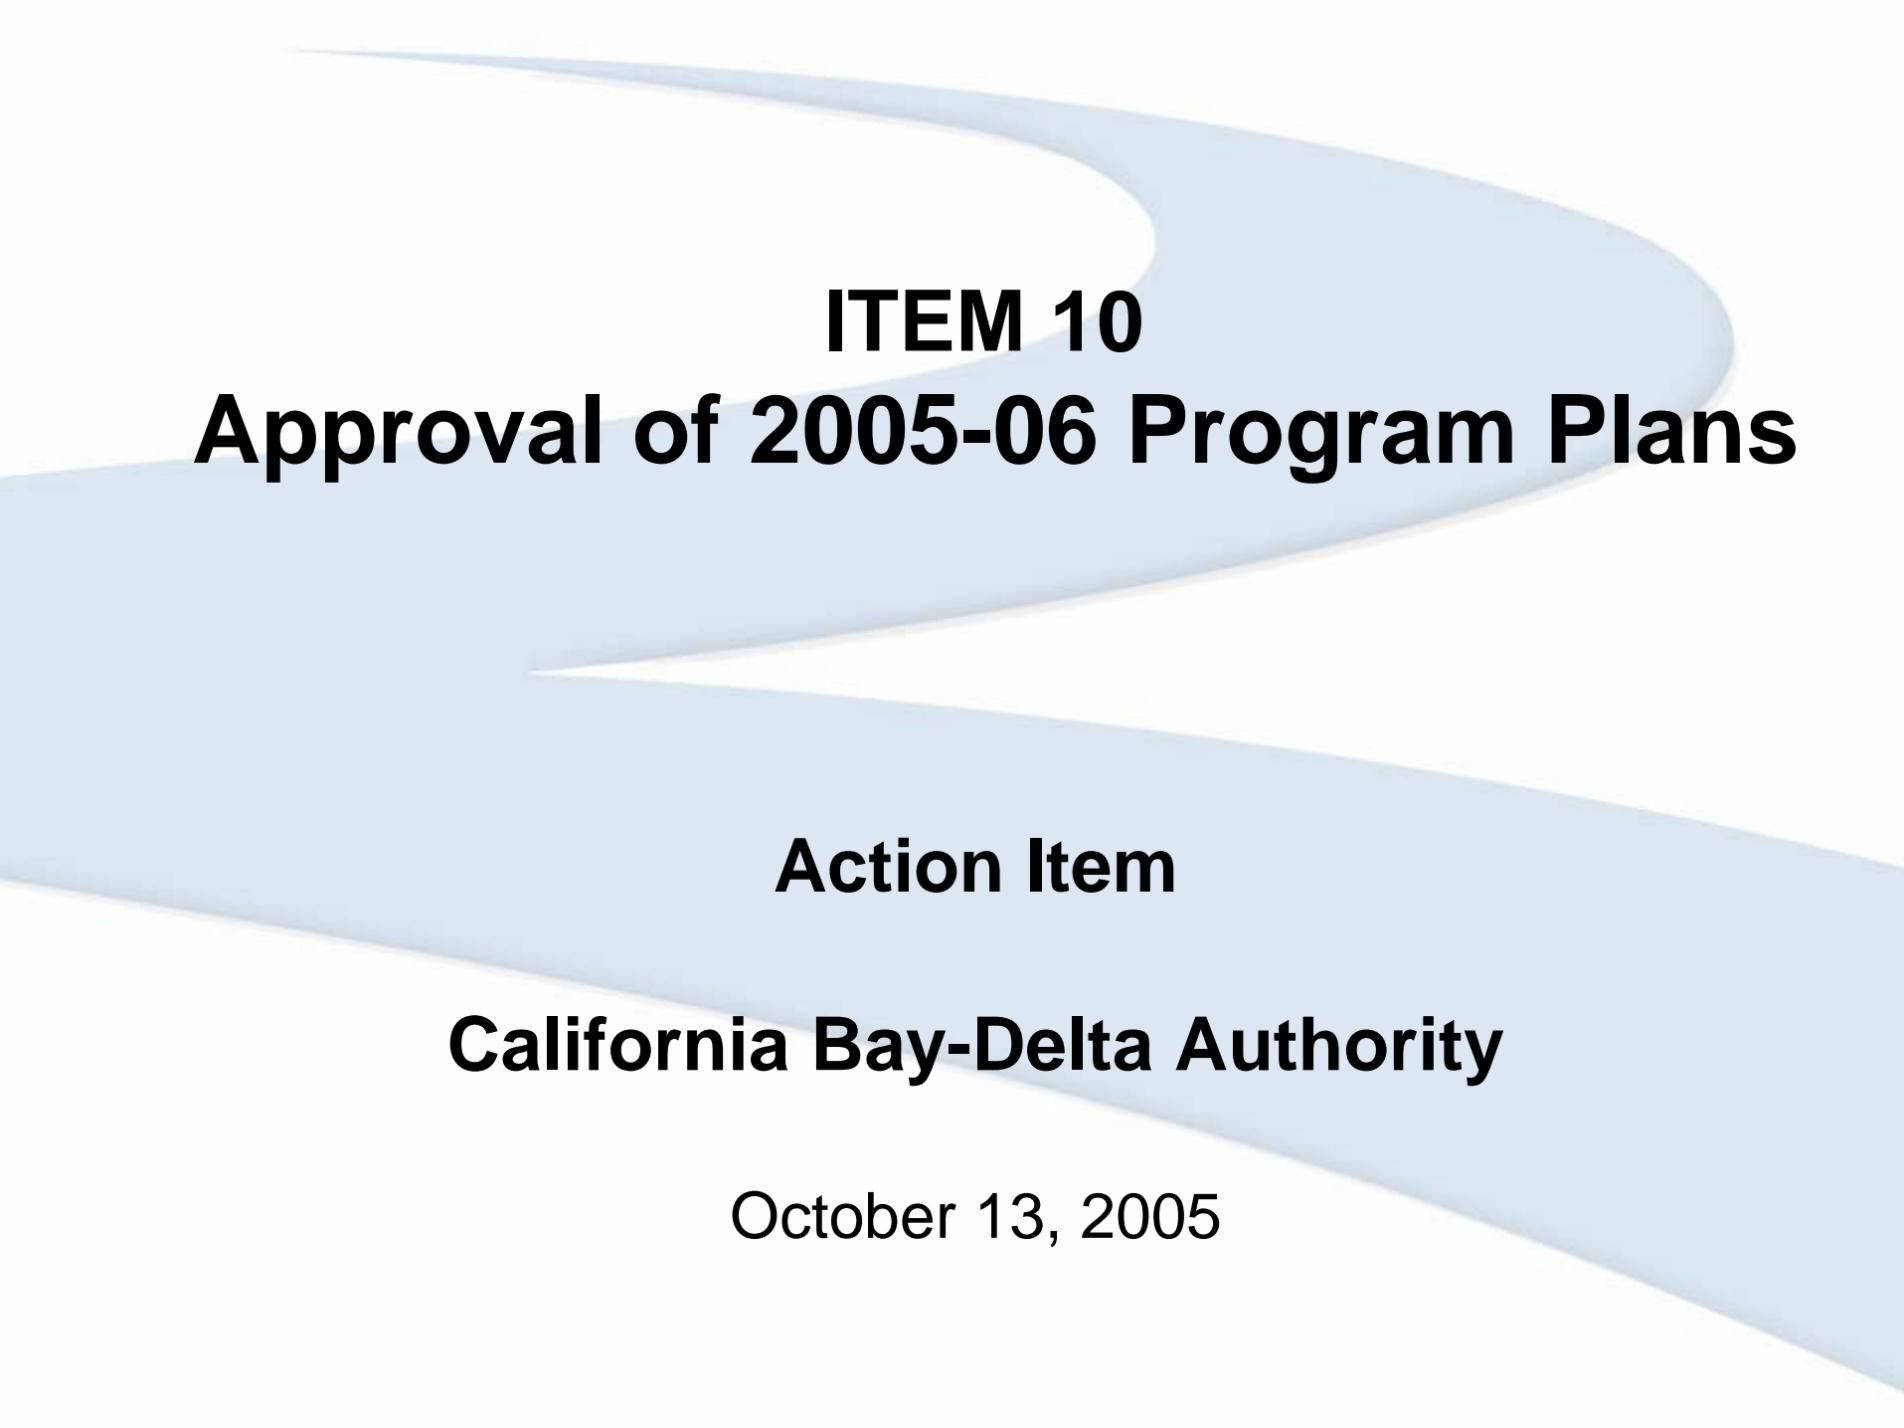 ITEM 10
Approval of 2005-06 Program Plans
Action Item
California Bay-Delta Authority
October 13, 2005